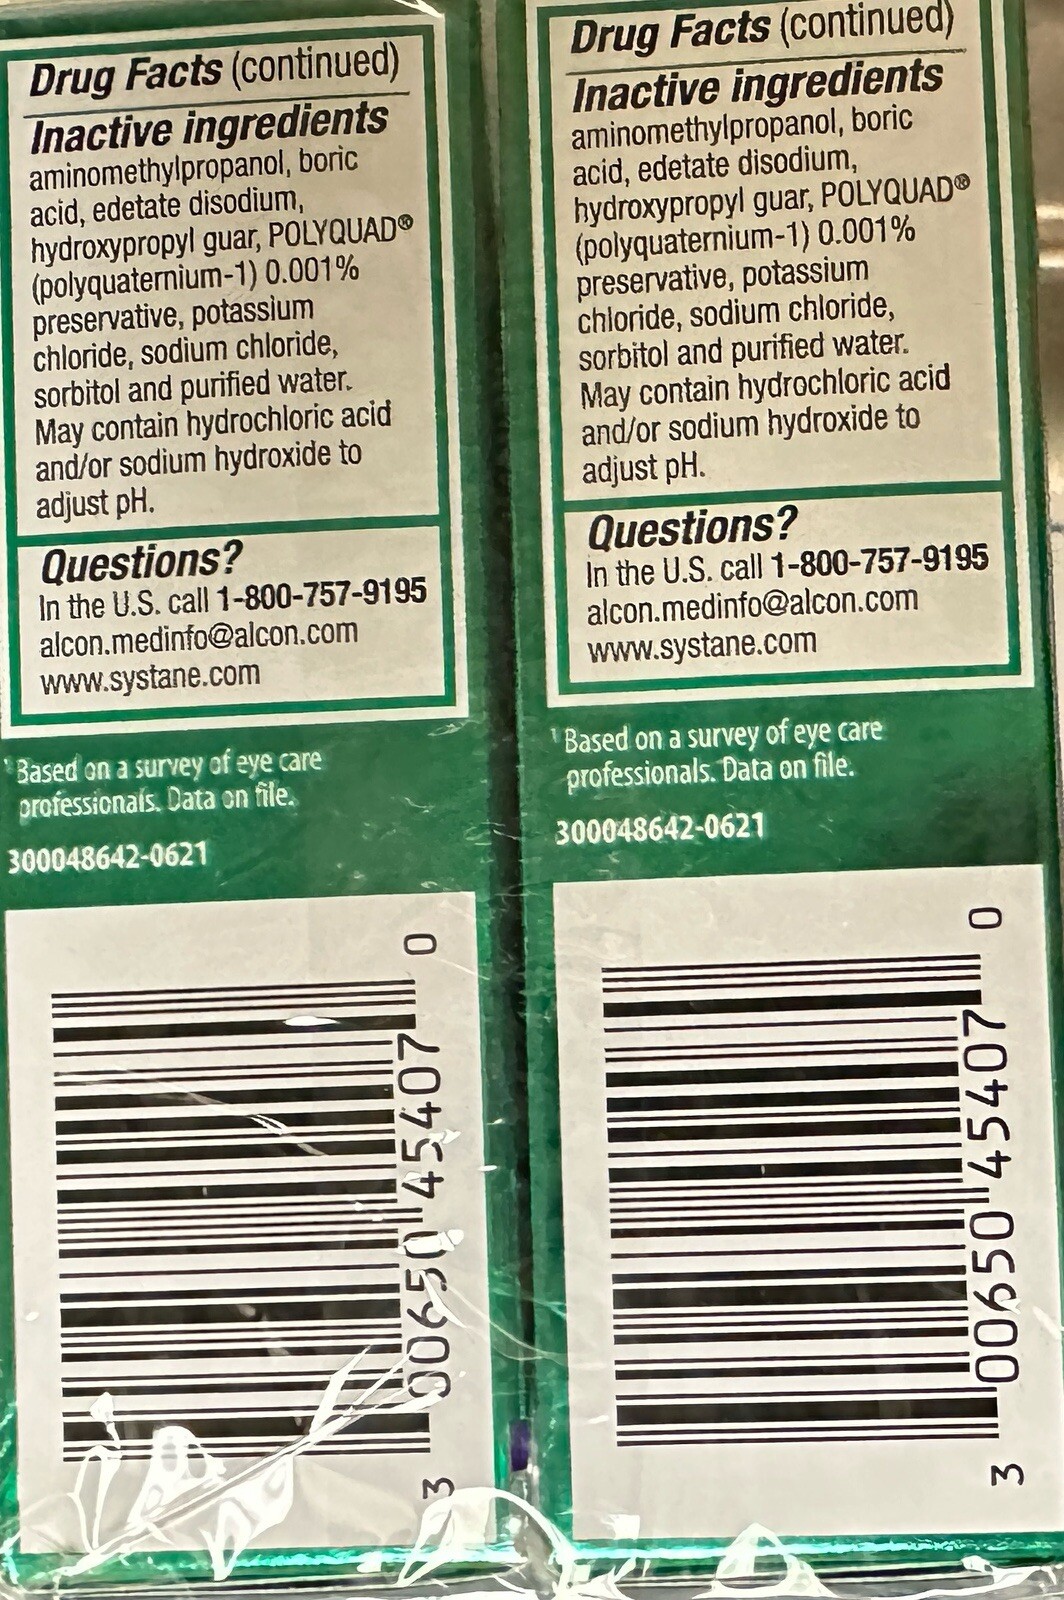 Drug Facts (continued)
Inactive ingredients
aminomethylpropanol, boric
acid, edetate disodium,
hydroxypropyl guar, POLYQUAD®
(polyquaternium-1) 0.001%
preservative, potassium
chloride, sodium chloride,
sorbitol and purified water.
May contain hydrochloric acid
and/or sodium hydroxide to
adjust pH.
Questions?
In the U.S. call 1-800-757-9195
alcon.medinfo@alcon.com
www.systane.com
¹Based on a survey of eye care
professionals. Data on file.
300048642-0621
3 00650 45407 0
Drug Facts (continued)
Inactive ingredients
aminomethylpropanol, boric
acid, edetate disodium,
hydroxypropyl guar, POLYQUAD®
(polyquaternium-1) 0.001%
preservative, potassium
chloride, sodium chloride,
sorbitol and purified water.
May contain hydrochloric acid
and/or sodium hydroxide to
adjust pH.
Questions?
In the U.S. call 1-800-757-9195
alcon.medinfo@alcon.com
www.systane.com
¹Based on a survey of eye care
professionals. Data on file.
300048642-0621
3 00650 45407 0